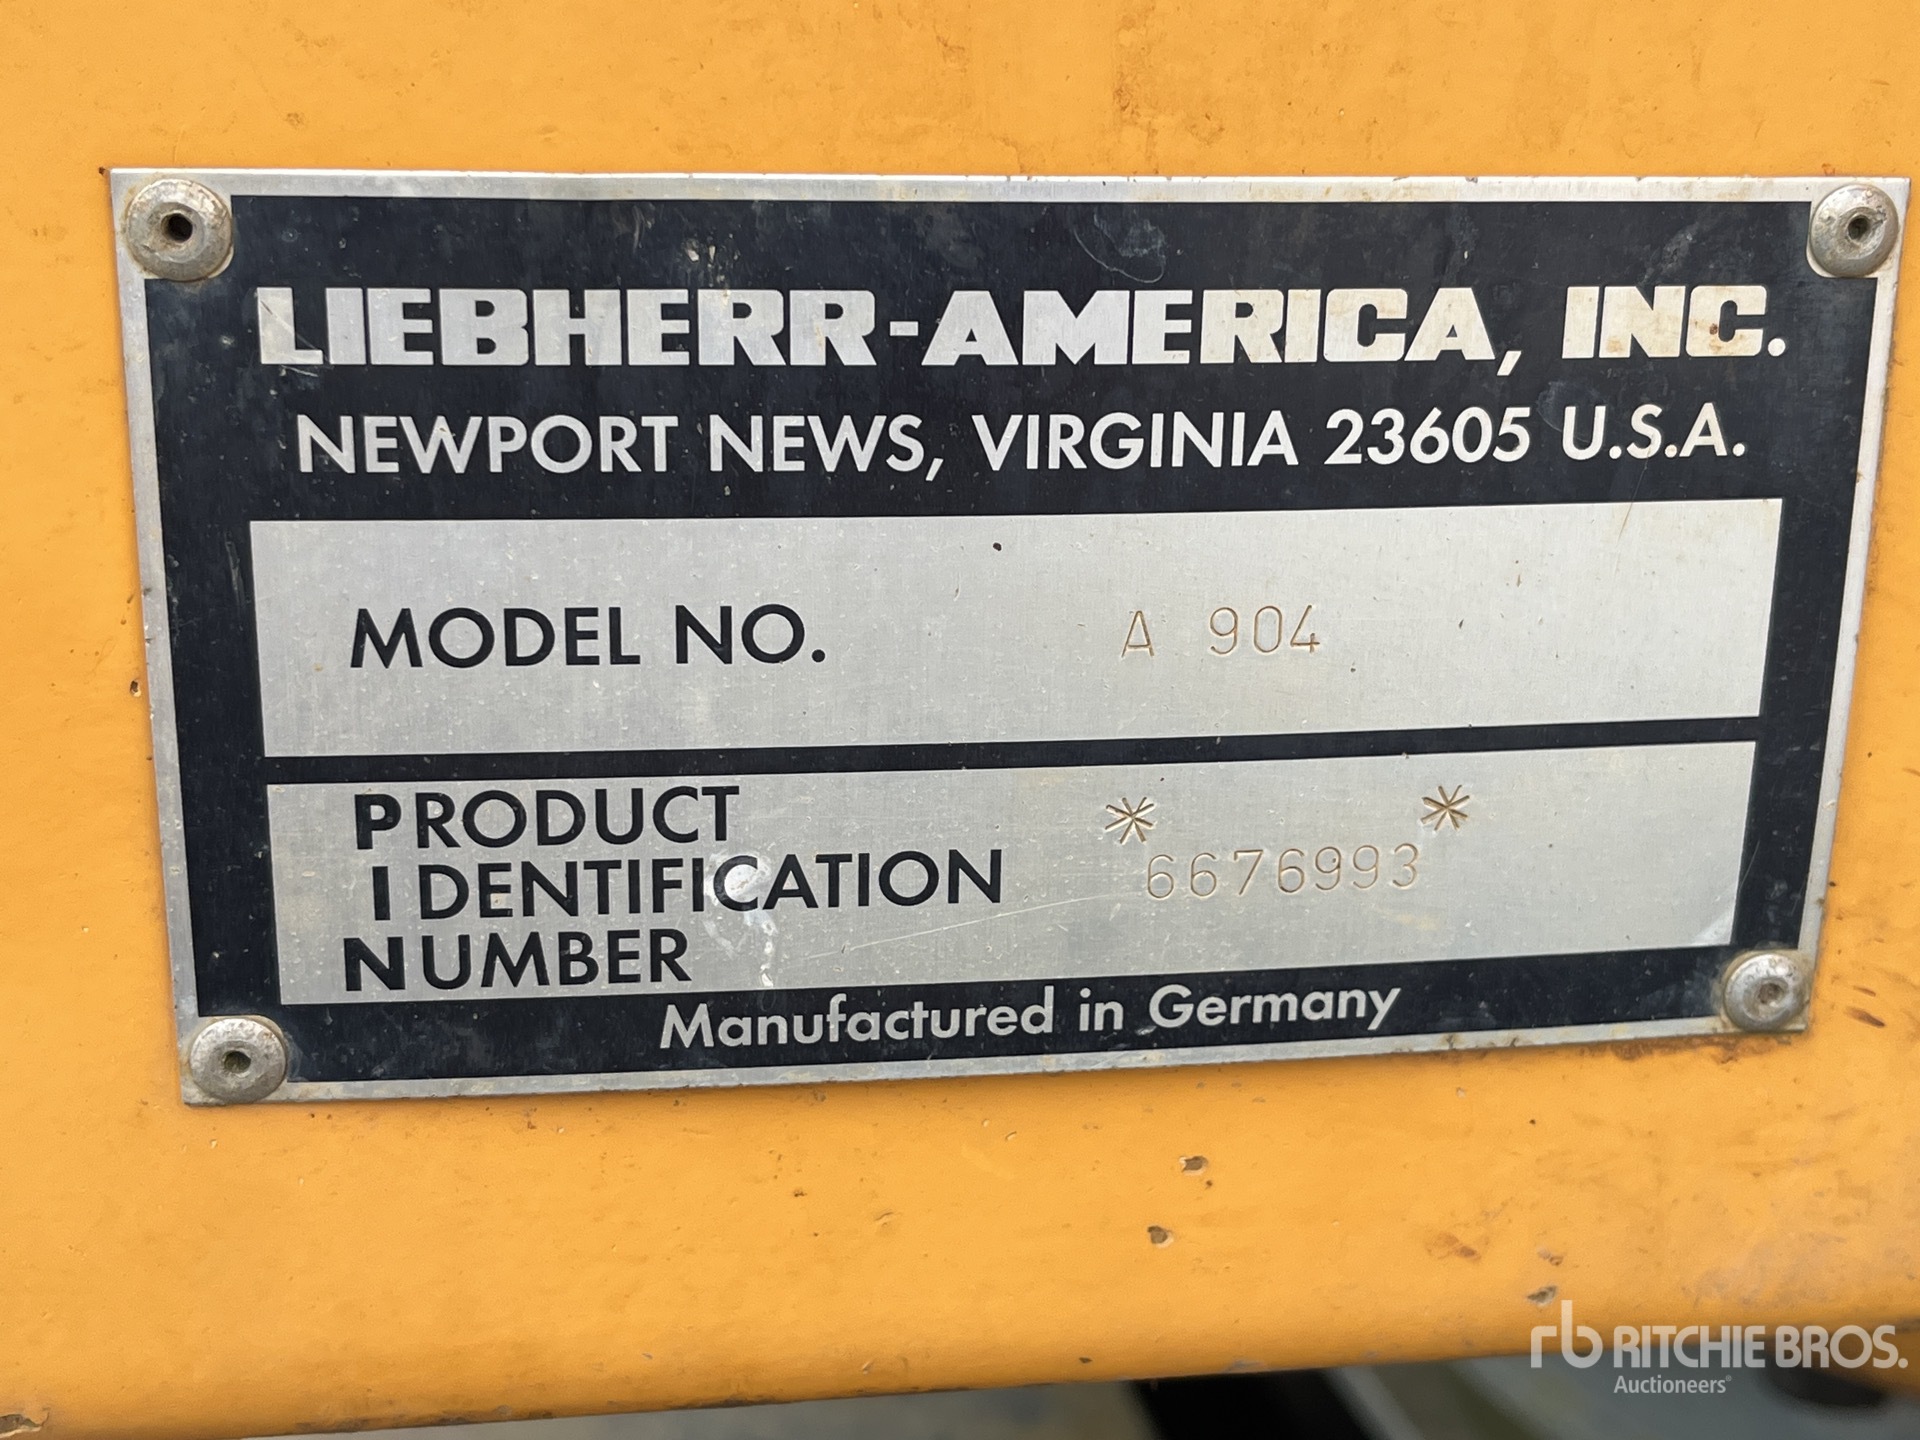 LIEBHERR-AMERICA, INC.
NEWPORT NEWS, VIRGINIA 23605 U.S.A.
MODEL NO. A 904
PRODUCT * *
IDENTIFICATION 6676993
NUMBER
Manufactured in Germany
rb RITCHIE BROS.
Auctioneers